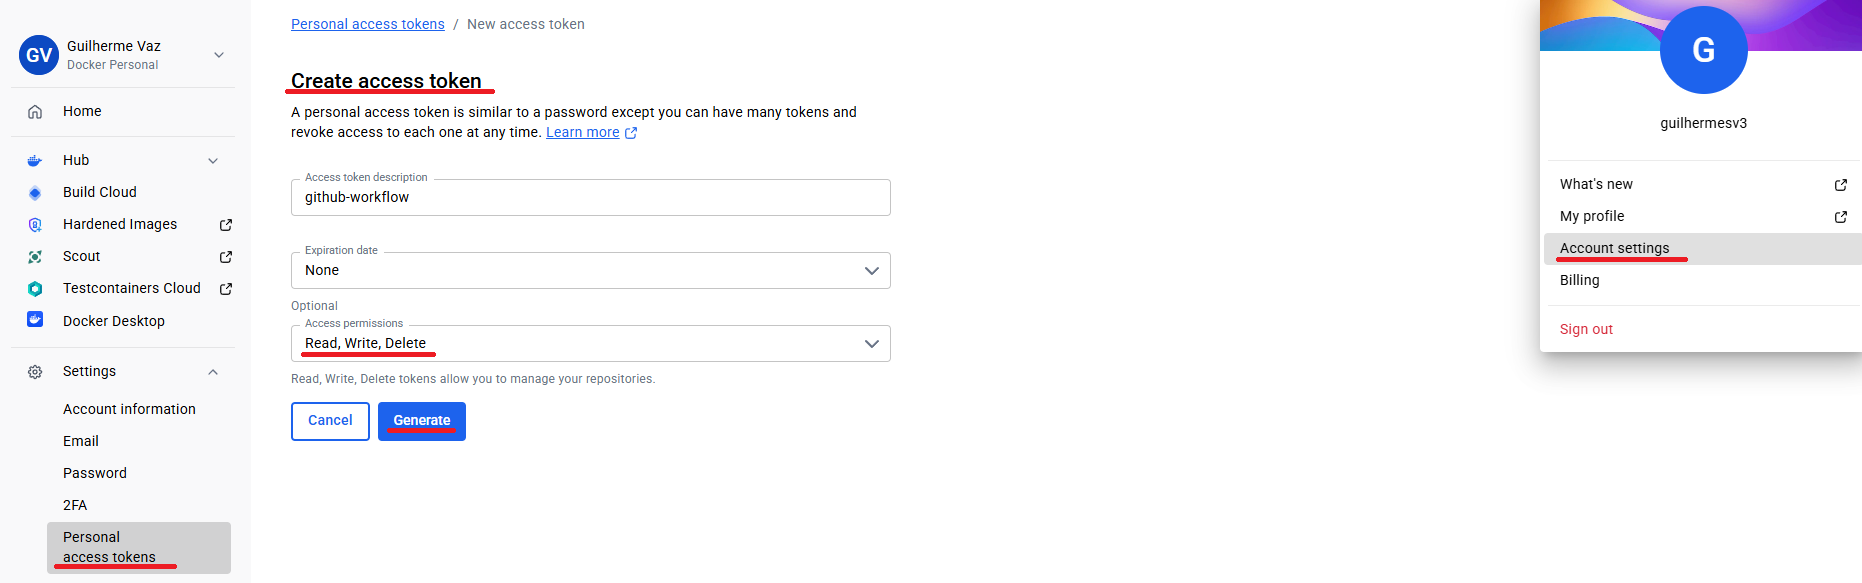 GV
Guilherme Vaz
Docker Personal
Home
Hub
Build Cloud
Hardened Images
Scout
Testcontainers Cloud
Docker Desktop
Settings
Account information
Email
Password
2FA
Personal
access tokens
Personal access tokens / New access token
Create access token
A personal access token is similar to a password except you can have many tokens and
revoke access to each one at any time. Learn more
Access token description
github-workflow
Expiration date
None
Optional
Access permissions
Read, Write, Delete
Read, Write, Delete tokens allow you to manage your repositories.
Cancel
Generate
G
guilhermesv3
What's new
My profile
Account settings
Billing
Sign out